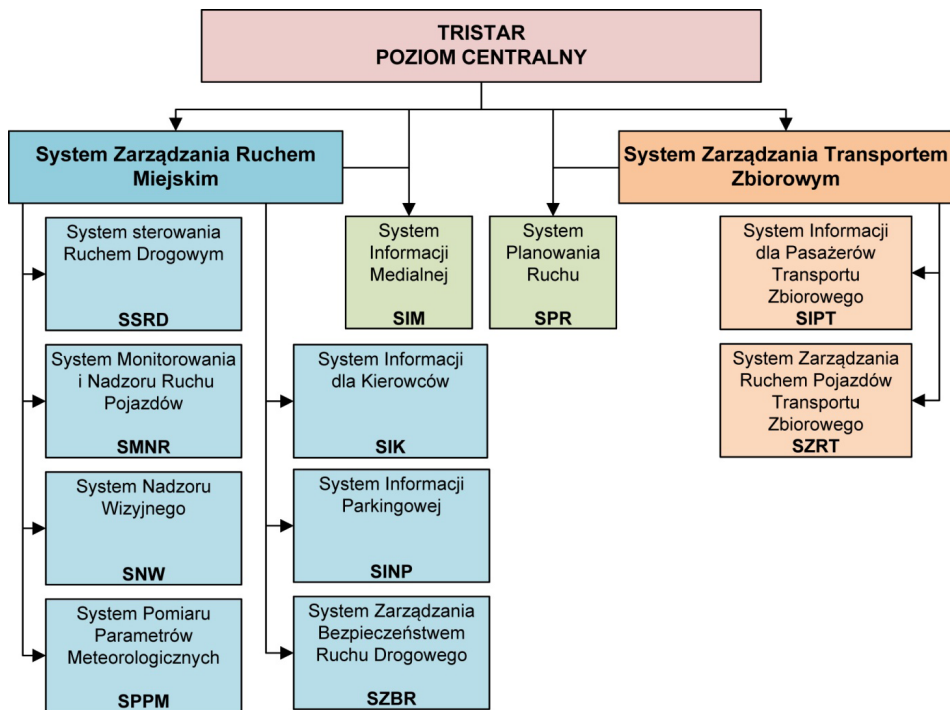 TRISTAR
POZIOM CENTRALNY
System Zarządzania Ruchem
Miejskim
System Zarządzania Transportem
Zbiorowym
System sterowania
Ruchem Drogowym
SSRD
System
Informacji
Medialnej
SIM
System
Planowania
Ruchu
SPR
System Informacji
dla Pasażerów
Transportu
Zbiorowego
SIPT
System Monitorowania
i Nadzoru Ruchu
Pojazdów
SMNR
System Informacji
dla Kierowców
SIK
System Zarządzania
Ruchem Pojazdów
Transportu
Zbiorowego
SZRT
System Nadzoru
Wizyjnego
SNW
System Informacji
Parkingowej
SINP
System Pomiaru
Parametrów
Meteorologicznych
SPPM
System Zarządzania
Bezpieczeństwem
Ruchu Drogowego
SZBR